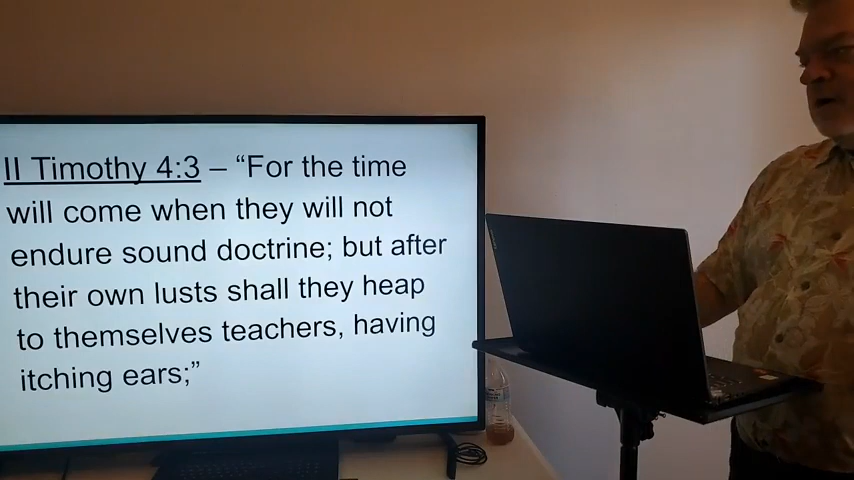 II Timothy 4:3 – “For the time
will come when they will not
endure sound doctrine; but after
their own lusts shall they heap
to themselves teachers, having
itching ears;”